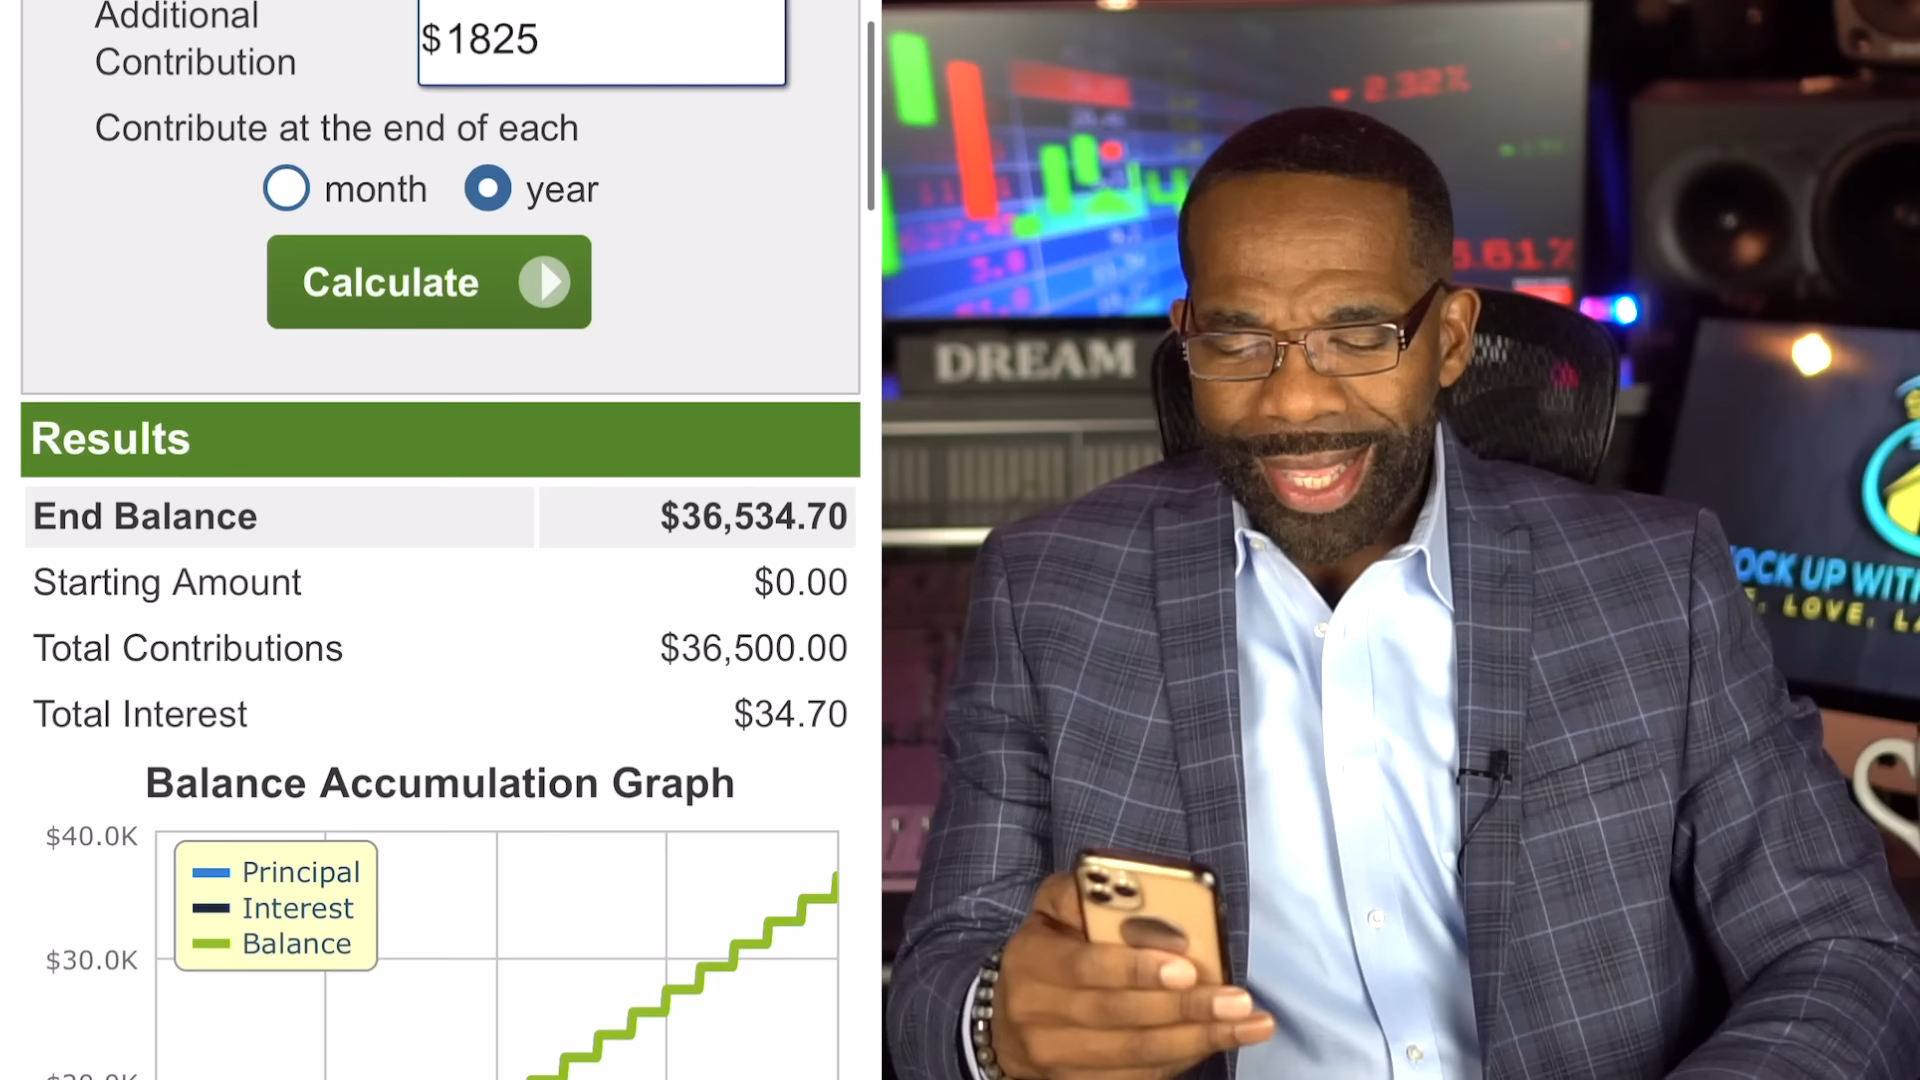 Additional
Contribution
$1825
Contribute at the end of each
month
year
Calculate
Results
End Balance
$36,534.70
Starting Amount
$0.00
Total Contributions
$36,500.00
Total Interest
$34.70
Balance Accumulation Graph
$40.0K
Principal
Interest
Balance
$30.0K
2.32%
DREAM
UP WITH
LOVE.